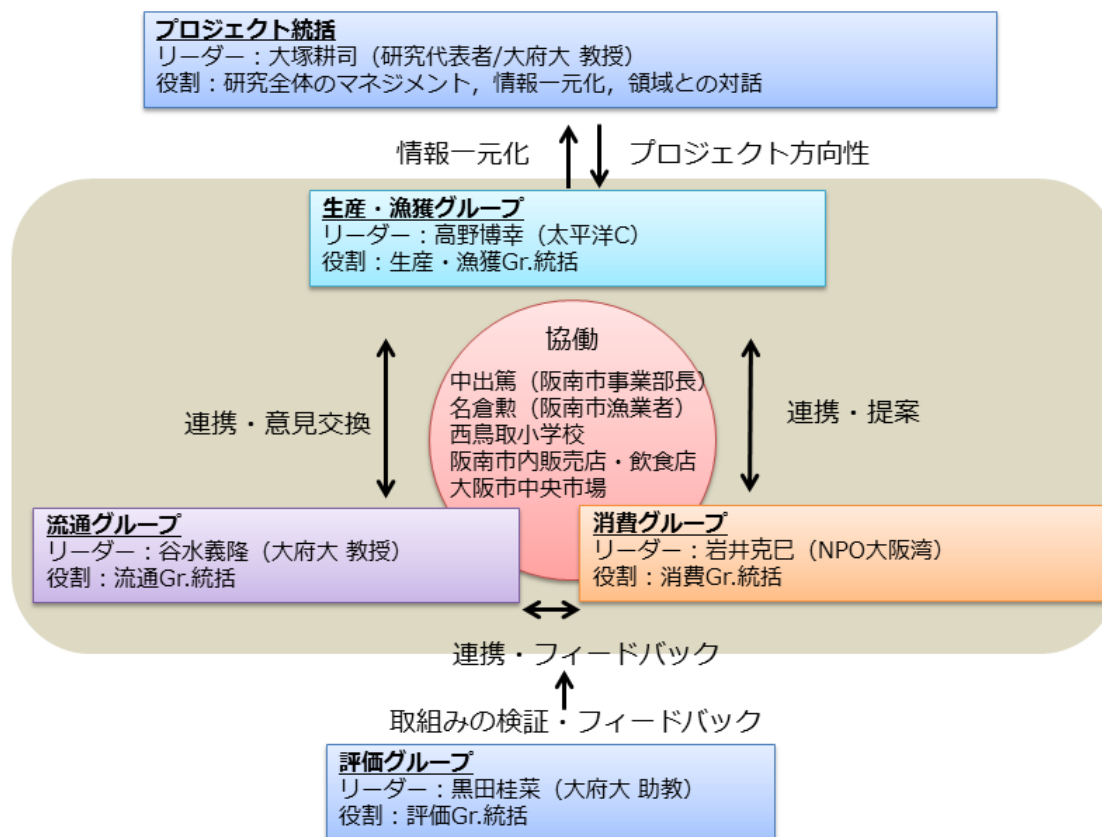 プロジェクト統括
リーダー：大塚耕司（研究代表者/大府大 教授）
役割：研究全体のマネジメント，情報一元化，領域との対話
情報一元化
プロジェクト方向性
生産・漁獲グループ
リーダー：高野博幸（太平洋C）
役割：生産・漁獲Gr.統括
協働
中出篤（阪南市事業部長）
名倉勲（阪南市漁業者）
西鳥取小学校
阪南市内販売店・飲食店
大阪市中央市場
連携・意見交換
連携・提案
流通グループ
リーダー：谷水義隆（大府大 教授）
役割：流通Gr.統括
消費グループ
リーダー：岩井克巳（NPO大阪湾）
役割：消費Gr.統括
連携・フィードバック
取組みの検証・フィードバック
評価グループ
リーダー：黒田桂菜（大府大 助教）
役割：評価Gr.統括